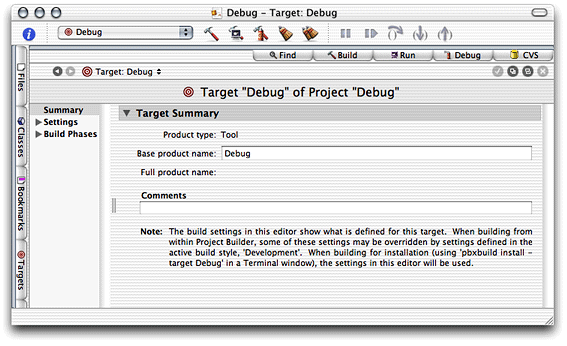 Debug – Target: Debug
Debug
Find Build Run Debug CVS
Target: Debug
Target "Debug" of Project "Debug"
Files
Classes
Bookmarks
Targets
Summary
Settings
Build Phases
Target Summary
Product type: Tool
Base product name: Debug
Full product name:
Comments
Note: The build settings in this editor show what is defined for this target. When building from
within Project Builder, some of these settings may be overridden by settings defined in the
active build style, 'Development'. When building for installation (using 'pbxbuild install -
target Debug' in a Terminal window), the settings in this editor will be used.